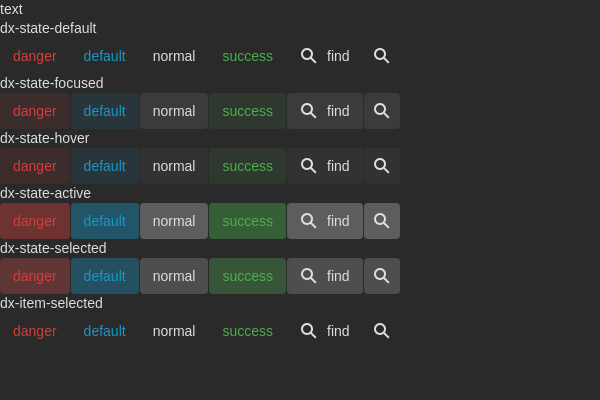 text
dx-state-default
danger default normal success find
dx-state-focused
danger default normal success find
dx-state-hover
danger default normal success find
dx-state-active
danger default normal success find
dx-state-selected
danger default normal success find
dx-item-selected
danger default normal success find